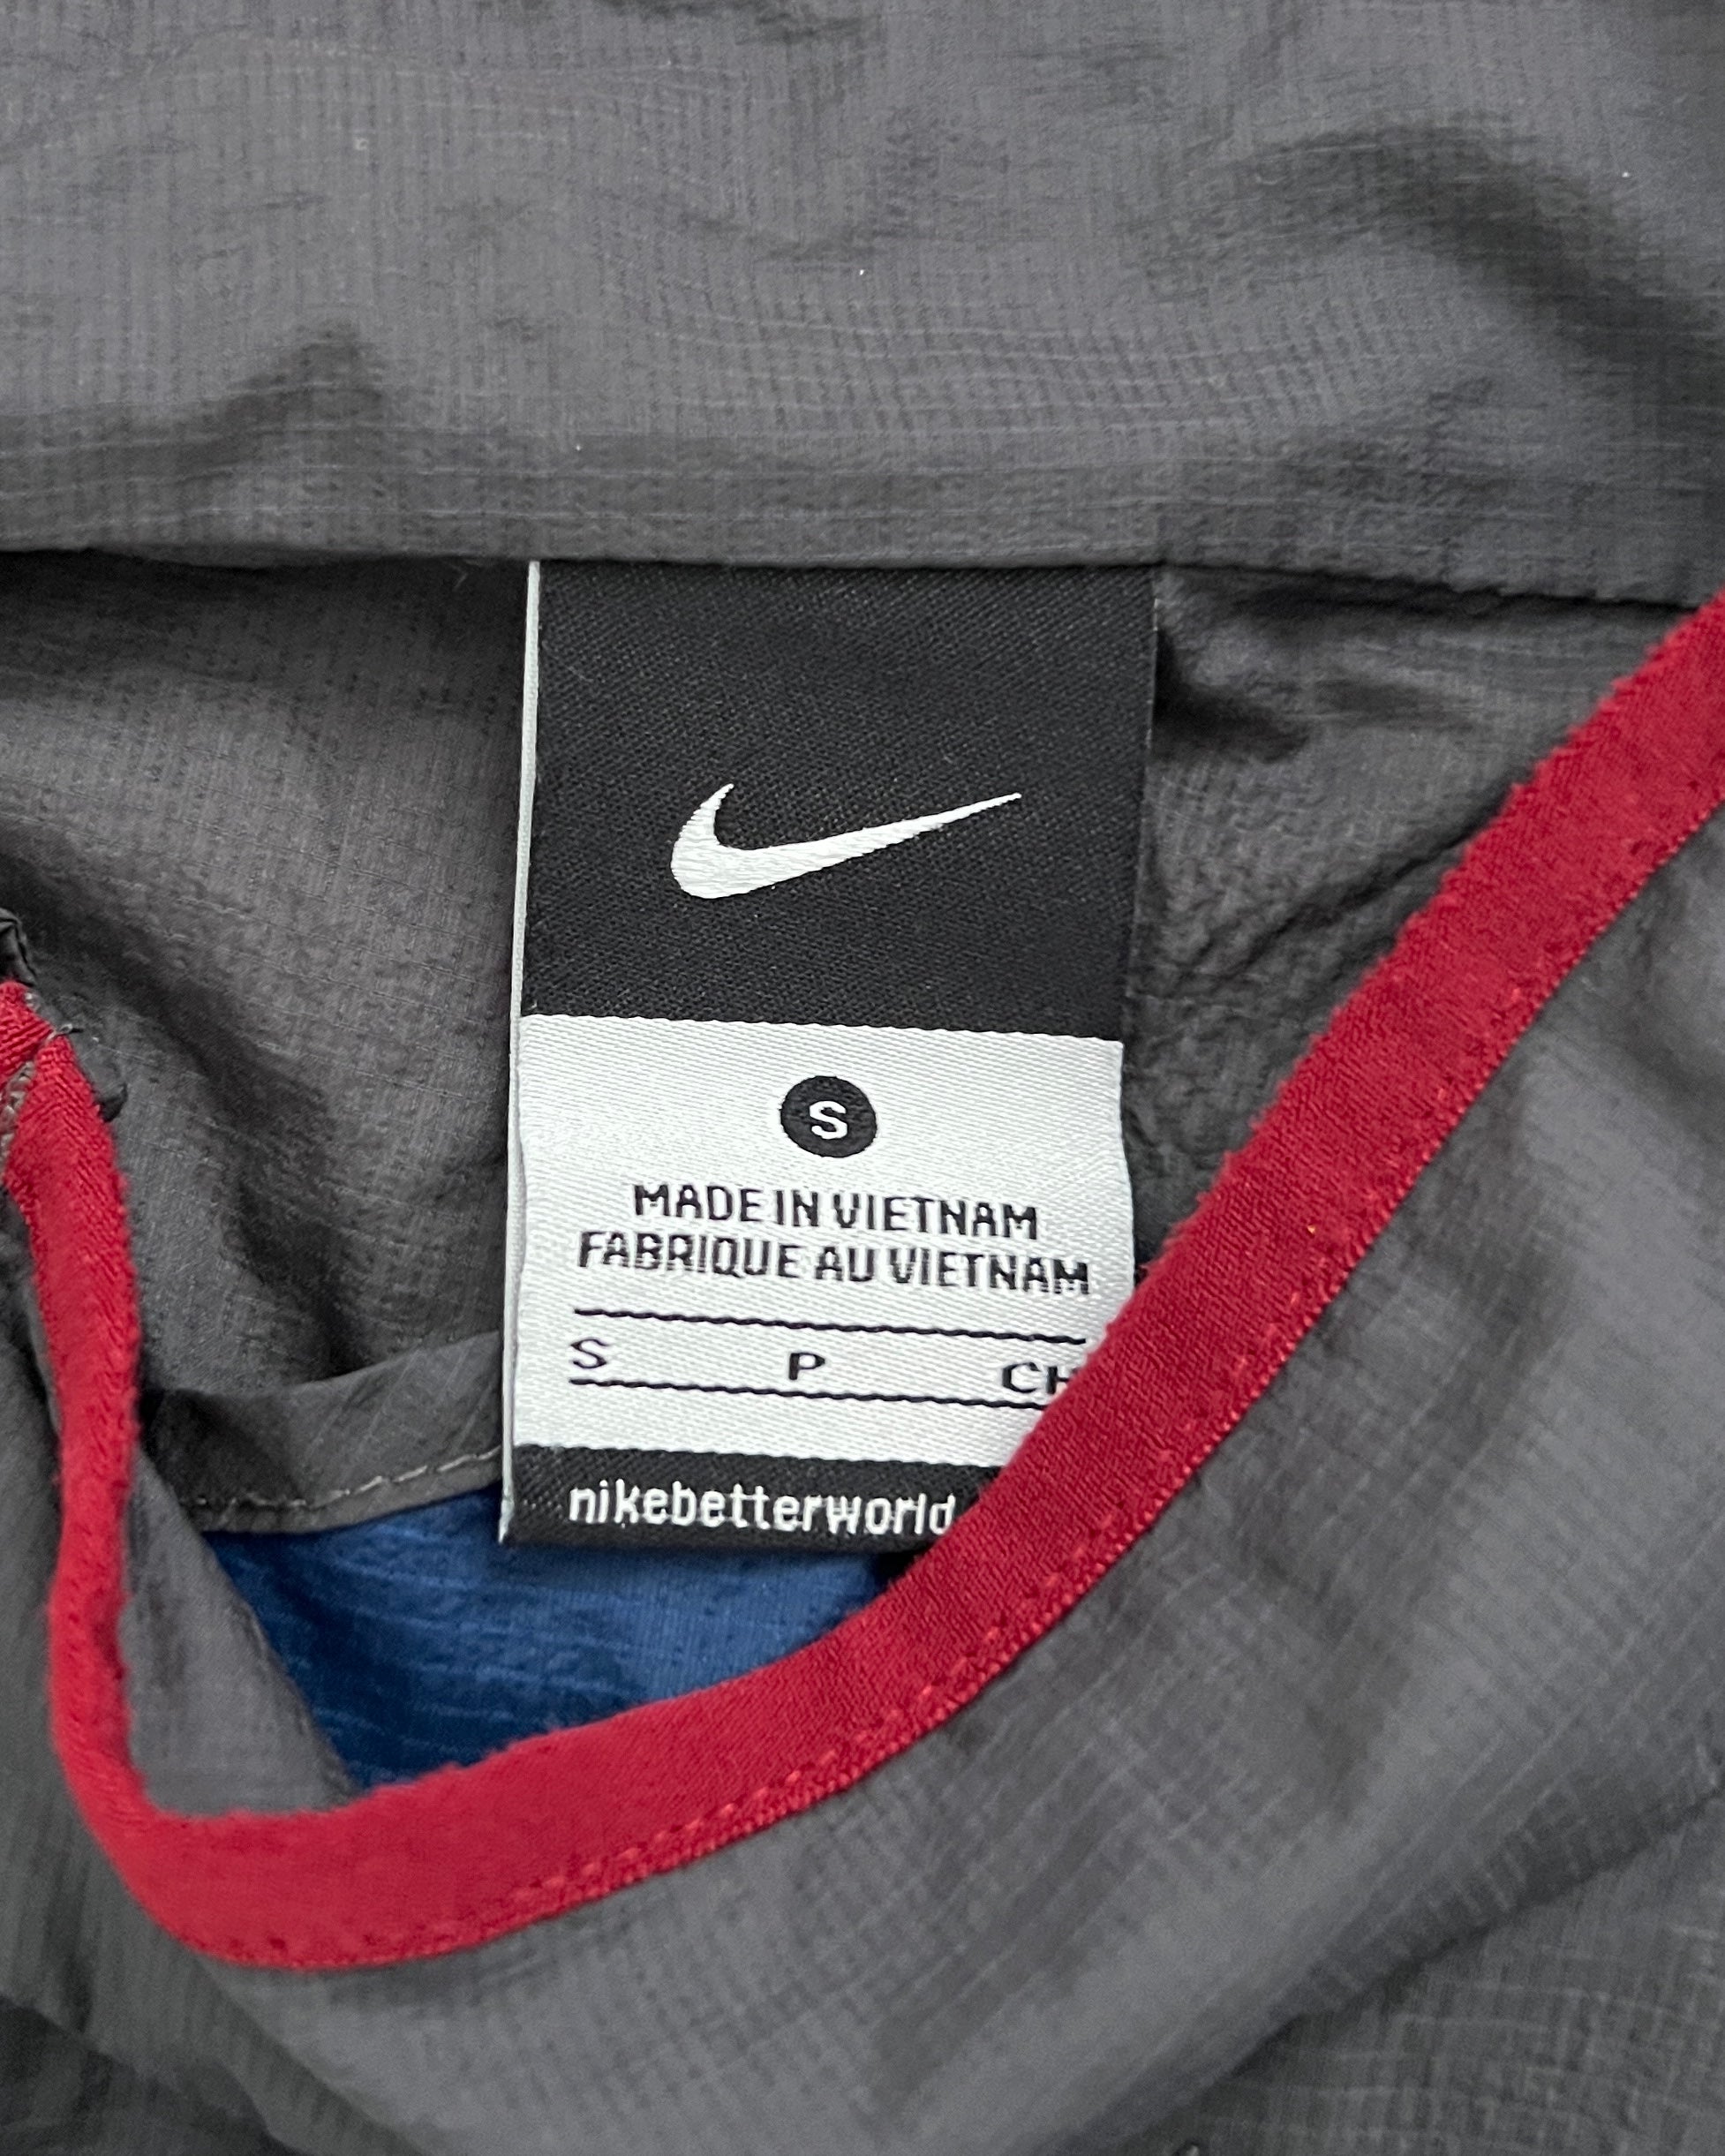 S
MADE IN VIETNAM
FABRIQUE AU VIETNAM
S P CH
nikebetterworld